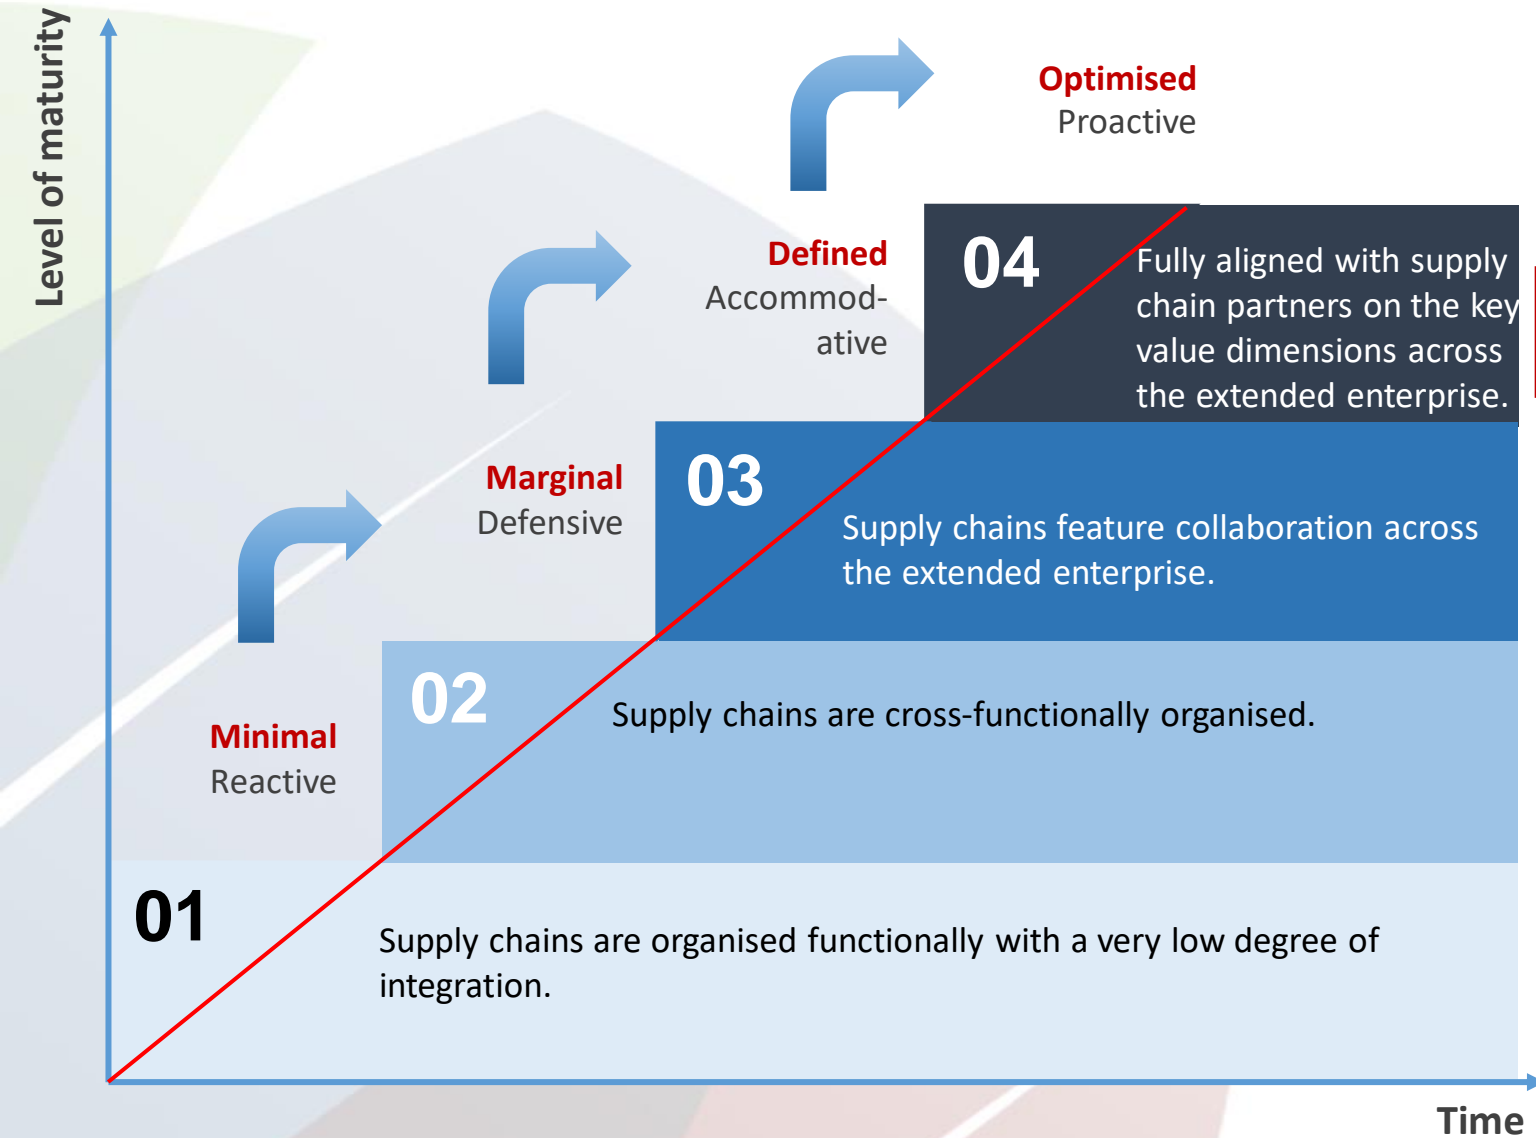 Level of maturity
Optimised
Proactive
04
Fully aligned with supply
chain partners on the key
value dimensions across
the extended enterprise.
Defined
Accommod-
ative
03
Supply chains feature collaboration across
the extended enterprise.
Marginal
Defensive
02
Supply chains are cross-functionally organised.
Minimal
Reactive
01
Supply chains are organised functionally with a very low degree of
integration.
Time